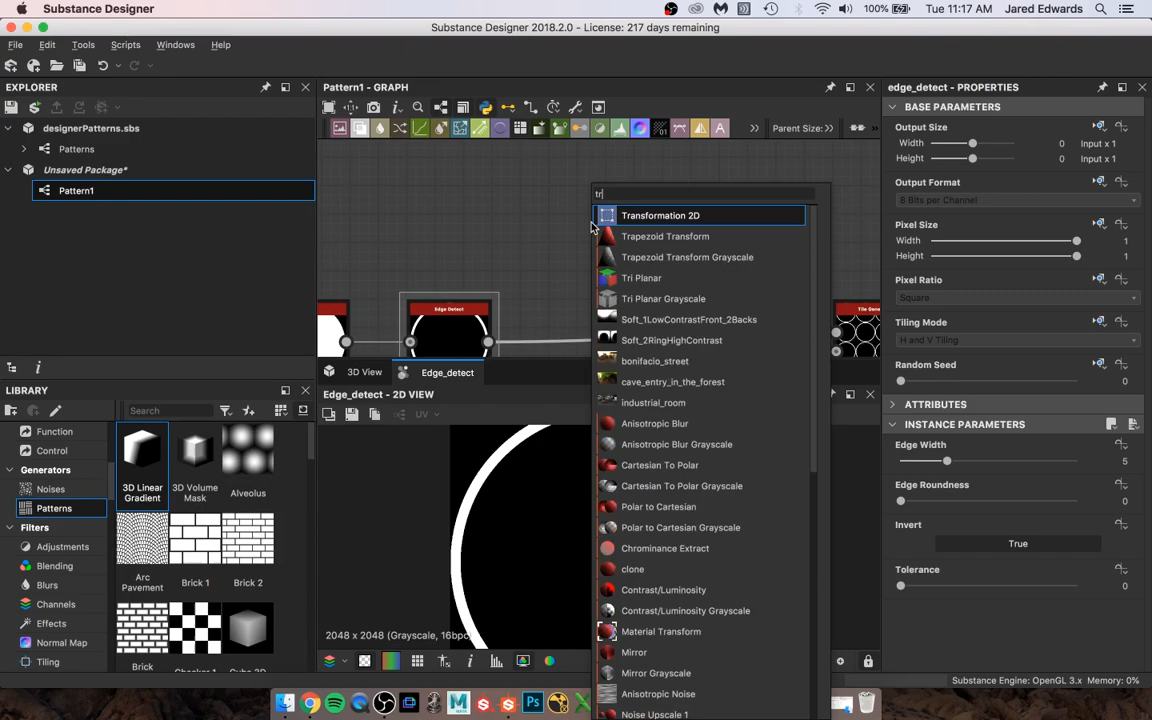 Substance Designer
100%
Tue 11:17 AM
Jared Edwards
Substance Designer 2018.2.0 - License: 217 days remaining
File
Edit
Tools
Scripts
Windows
Help
EXPLORER
designerPatterns.sbs
Patterns
Unsaved Package*
Pattern1
Pattern1 - GRAPH
Parent Size:
Edge Detect
Tile Gene
tr
Transformation 2D
Trapezoid Transform
Trapezoid Transform Grayscale
Tri Planar
Tri Planar Grayscale
Soft_1LowContrastFront_2Backs
Soft_2RingHighContrast
bonifacio_street
cave_entry_in_the_forest
industrial_room
Anisotropic Blur
Anisotropic Blur Grayscale
Cartesian To Polar
Cartesian To Polar Grayscale
Polar to Cartesian
Polar to Cartesian Grayscale
Chrominance Extract
clone
Contrast/Luminosity
Contrast/Luminosity Grayscale
Material Transform
Mirror
Mirror Grayscale
Anisotropic Noise
Noise Upscale 1
3D View
Edge_detect
Edge_detect - 2D VIEW
UV
2048 x 2048 (Grayscale, 16bpc)
LIBRARY
Search
Function
Control
Generators
Noises
Patterns
Filters
Adjustments
Blending
Blurs
Channels
Effects
Normal Map
Tiling
3D Linear Gradient
3D Volume Mask
Alveolus
Arc Pavement
Brick 1
Brick 2
Brick
edge_detect - PROPERTIES
BASE PARAMETERS
Output Size
Width 0 Input x 1
Height 0 Input x 1
Output Format
8 Bits per Channel
Pixel Size
Width 1
Height 1
Pixel Ratio
Square
Tiling Mode
H and V Tiling
Random Seed
0
ATTRIBUTES
INSTANCE PARAMETERS
Edge Width
5
Edge Roundness
0
Invert
True
Tolerance
0
Substance Engine: OpenGL 3.x Memory: 0%